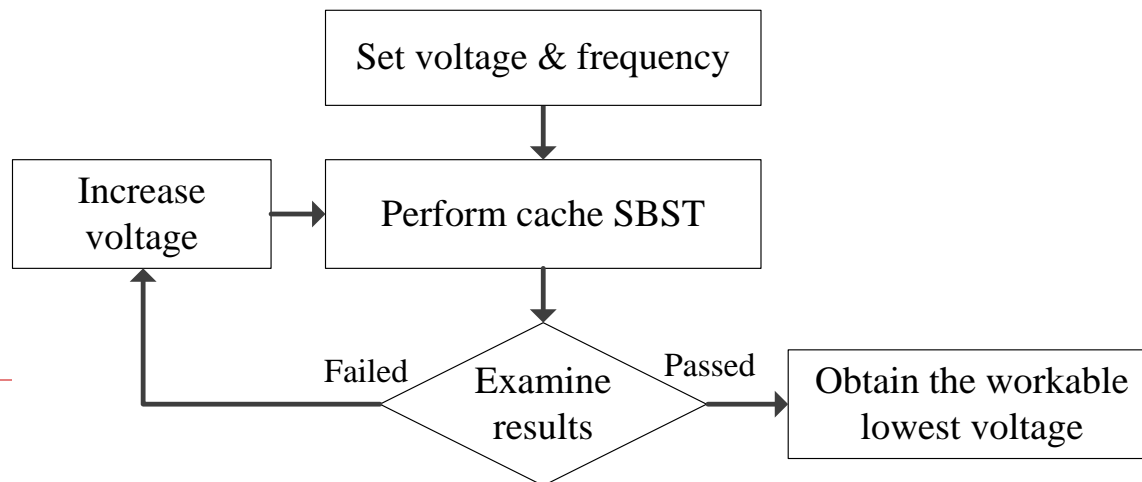 Set voltage & frequency
Increase
voltage
Perform cache SBST
Failed
Examine
results
Passed
Obtain the workable
lowest voltage